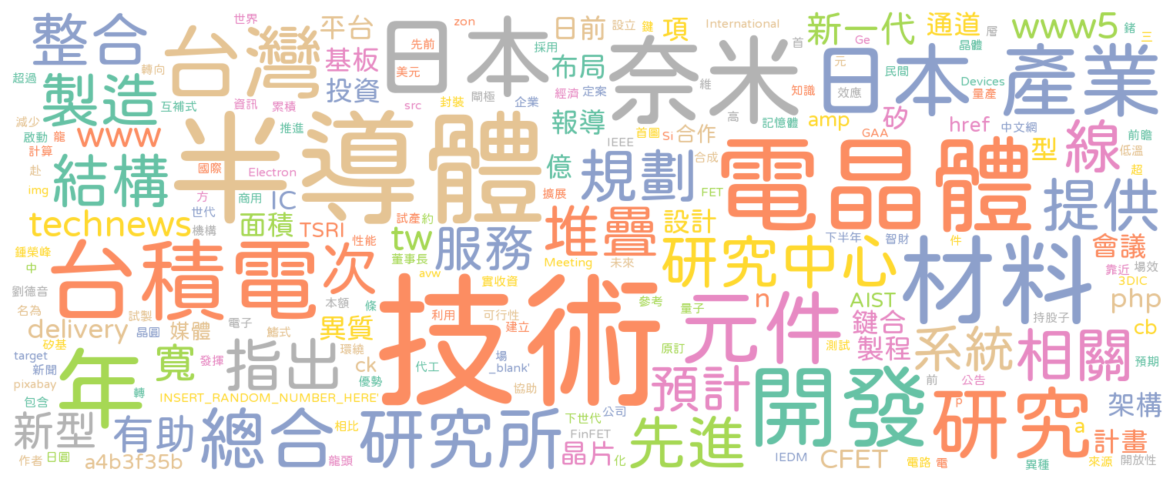 整合
台灣
世界
平台
zon
日本
先前
美元
採用
日前
設立
鍵
項
International
奈米
新一代
Ge
首
通道
晶體
層
www5
鍺
三
超過
轉向
製造
互補式
基板
投資
資訊
累積
src
閘極
封裝
布局
經濟
定案
企業
維
高
知識
元
效應
日本
民間
Devices
量產
產業
減少
啟動
龍
計算
www
推進
半導體
報導
IEEE
首圖
Si
合作
記憶體
amp
GAA
矽
href
中文網
線
前瞻
低溫
型
超
結構
赴
img
國際
Electron
方
商用
IC
世代
機構
億
擴展
規劃
合成
FET
電晶體
提供
technews
面積
TSRI
試產
約
tw
董事長
性能
服務
堆疊
設計
下半年
智財
件
會議
場效
靠近
3DIC
鍾榮峰
中
台積電
次
avw
實收資
Meeting
未來
研究中心
材料
劉德音
名為
試製
delivery
晶圓
媒體
電子
鰭式
本額
環繞
條
異質
利用
可行性
建立
技術
參考
量子
元件
n
AIST
鍵合
php
持股子
cb
矽基
target
新聞
pixabay
年
寬
發揮
轉
指出
ck
優勢
代工
場
_blank'
協助
原訂
測試
製程
系統
相關
預期
包含
INSERT_RANDOM_NUMBER_HERE'
預計
開發
前
公告
P
研究
a
架構
新型
有助
總合
相比
研究所
下世代
公司
FinFET
先進
計畫
作者
日圓
a4b3f35b
龍頭
晶片
化
IEDM
CFET
電路
電
異種
來源
開放性